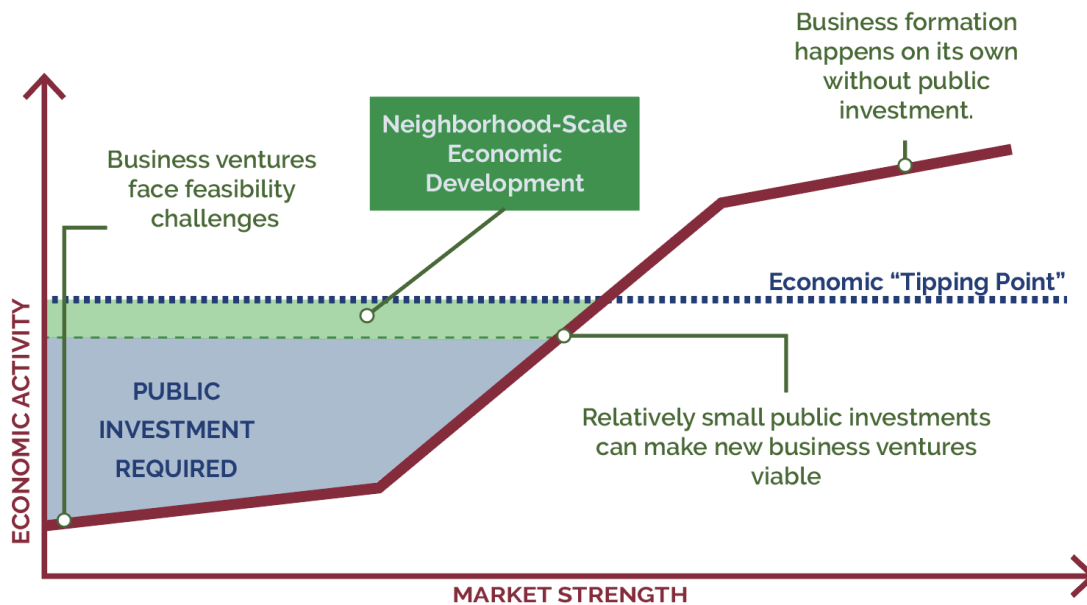 Business formation
happens on its own
without public
investment.
Neighborhood-Scale
Economic
Development
Business ventures
face feasibility
challenges
Economic “Tipping Point”
PUBLIC
INVESTMENT
REQUIRED
Relatively small public investments
can make new business ventures
viable
ECONOMIC ACTIVITY
MARKET STRENGTH